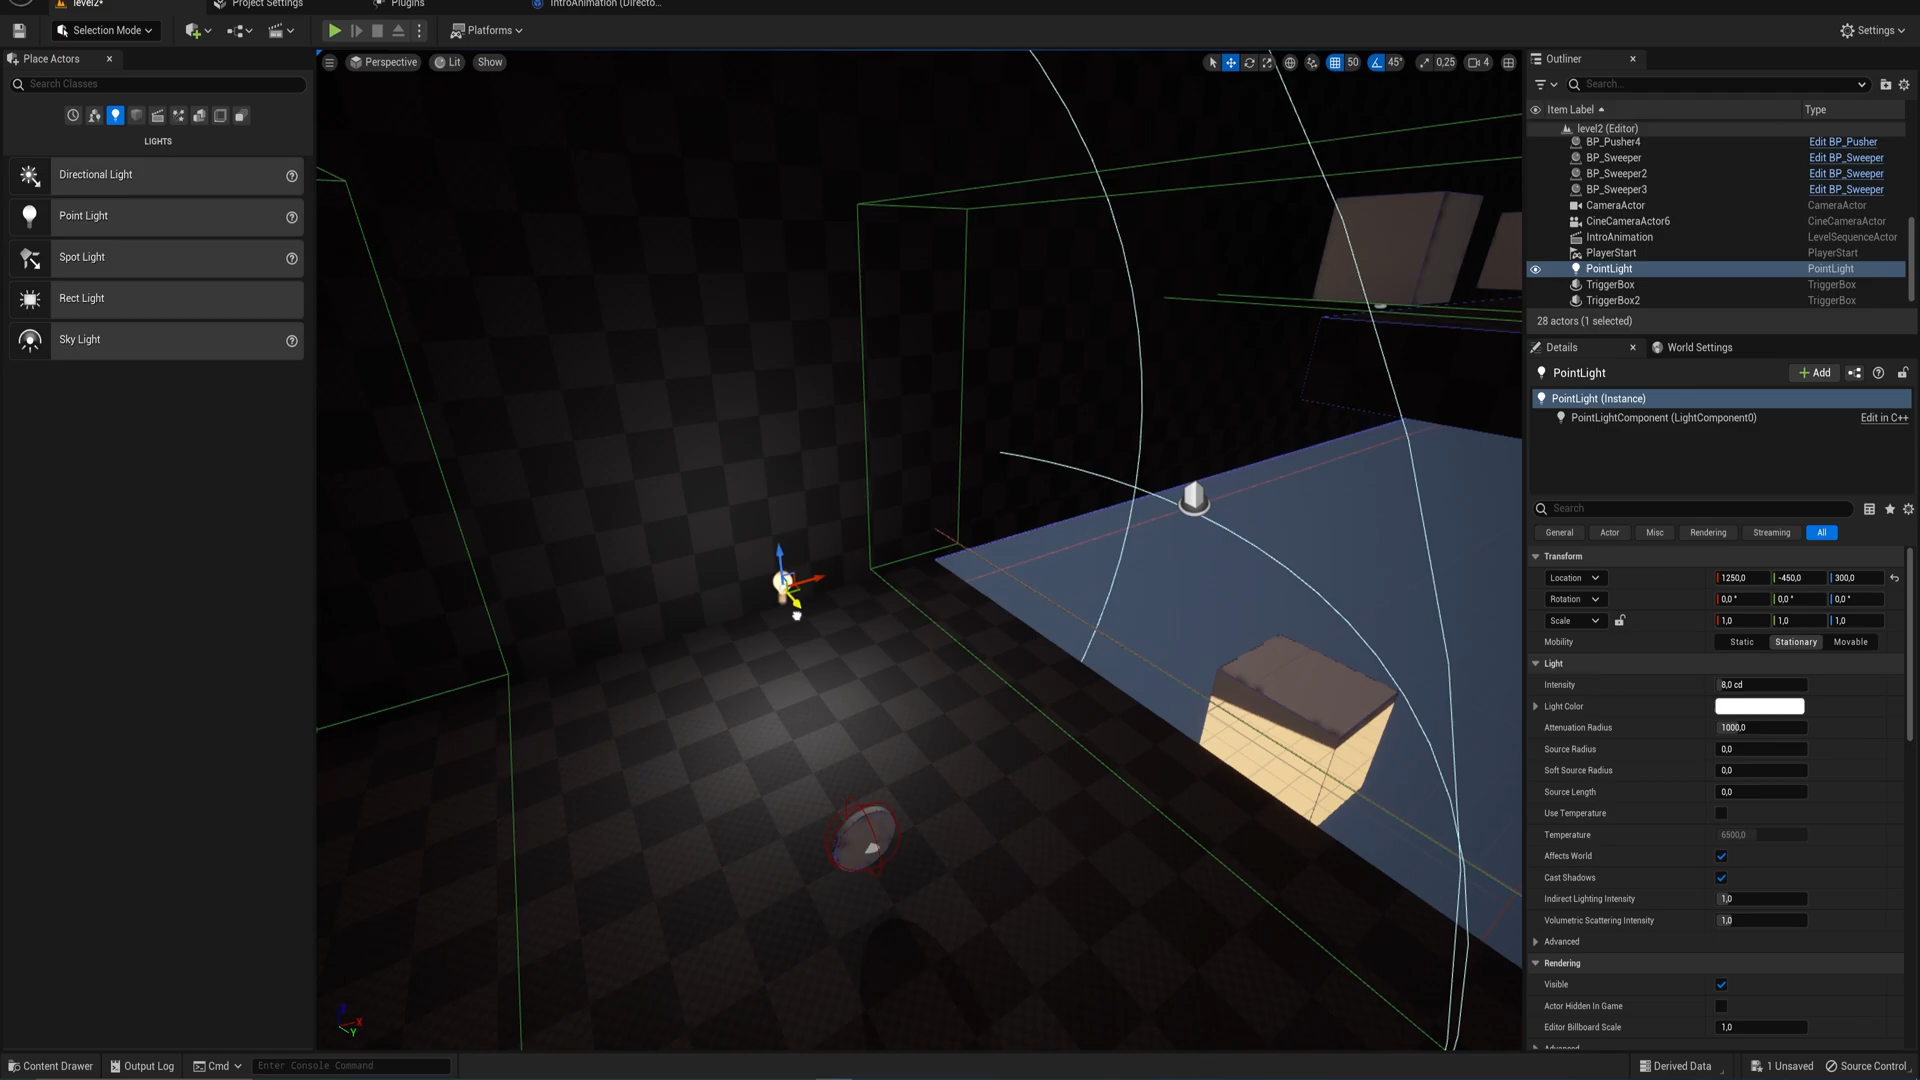 level2*
Project Settings
Plugins
IntroAnimation (Directo...
Selection Mode
Platforms
Settings
Place Actors
Search Classes
LIGHTS
Directional Light
Point Light
Spot Light
Rect Light
Sky Light
Perspective
Lit
Show
50
45°
0,25
4
Outliner
Search...
Item Label
Type
level2 (Editor)
BP_Pusher4 Edit BP_Pusher
BP_Sweeper Edit BP_Sweeper
BP_Sweeper2 Edit BP_Sweeper
BP_Sweeper3 Edit BP_Sweeper
CameraActor CameraActor
CineCameraActor6 CineCameraActor
IntroAnimation LevelSequenceActor
PlayerStart PlayerStart
PointLight PointLight
TriggerBox TriggerBox
TriggerBox2 TriggerBox
28 actors (1 selected)
Details
World Settings
PointLight
Add
PointLight (Instance)
PointLightComponent (LightComponent0) Edit in C++
Search
General Actor Misc Rendering Streaming All
Transform
Location 1250,0 -450,0 300,0
Rotation 0,0 ° 0,0 ° 0,0 °
Scale 1,0 1,0 1,0
Mobility Static Stationary Movable
Light
Intensity 8,0 cd
Light Color
Attenuation Radius 1000,0
Source Radius 0,0
Soft Source Radius 0,0
Source Length 0,0
Use Temperature
Temperature 6500,0
Affects World
Cast Shadows
Indirect Lighting Intensity 1,0
Volumetric Scattering Intensity 1,0
Advanced
Rendering
Visible
Actor Hidden In Game
Editor Billboard Scale 1,0
Advanced
Z
X
Y
Content Drawer
Output Log
Cmd
Enter Console Command
Derived Data
1 Unsaved
Source Control